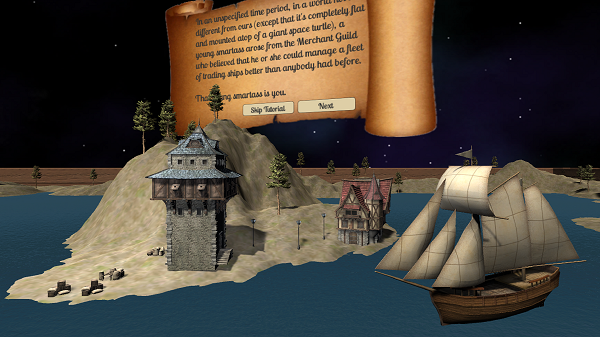 In an unspecified time period, in a world not
different from ours (except that it's completely flat
and mounted atop of a giant space turtle), a
young smartass arose from the Merchant Guild
who believed that he or she could manage a fleet
of trading ships better than anybody had before.
That young smartass is you.
Skip Tutorial
Next